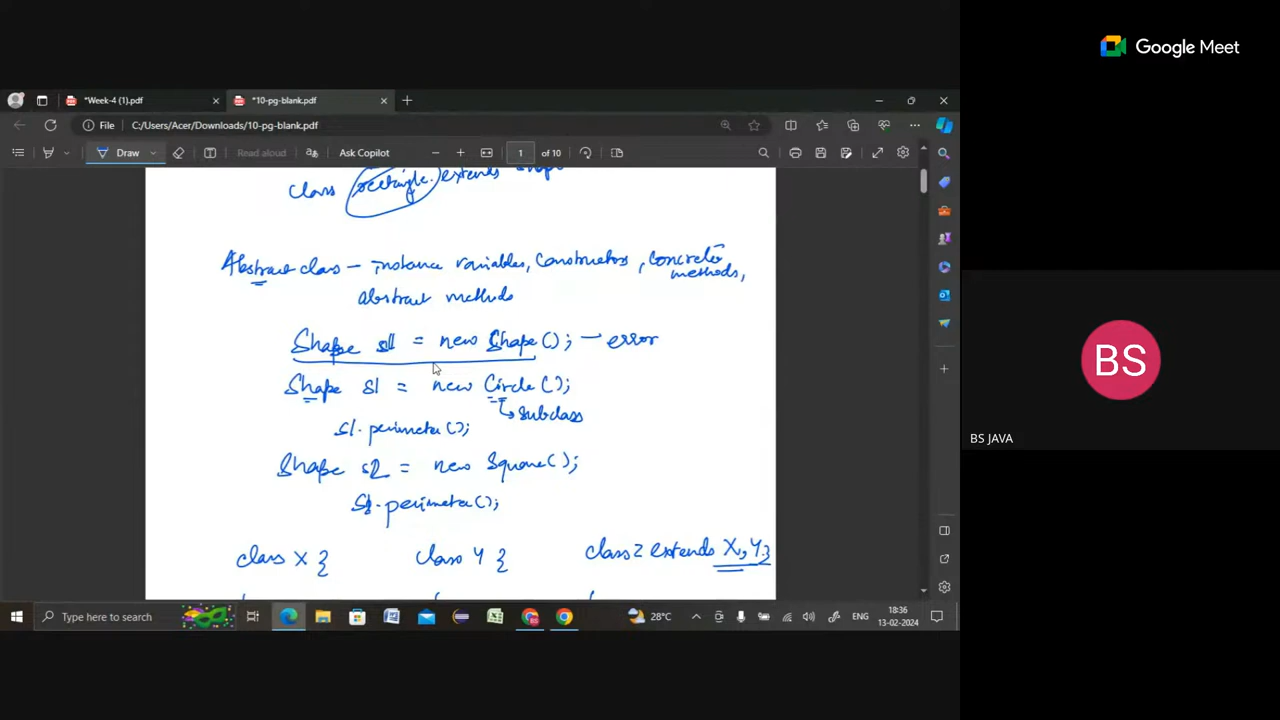 Google Meet
*Week-4 (1).pdf
*10-pg-blank.pdf
File
C:/Users/Acer/Downloads/10-pg-blank.pdf
Draw
Read aloud
Ask Copilot
1
of 10
class rectangle. extends
Abstract class - instance variables, constructors, concrete
methods,
abstract methods
Shape s1 = new Shape(); - error
Shape s1 = new Circle();
subclass
s1.perimeter();
Shape s2 = new Square();
perimeter();
class X {
class Y {
class Z extends X, Y }
BS
BS JAVA
Type here to search
28°C
ENG
18:36
13-02-2024